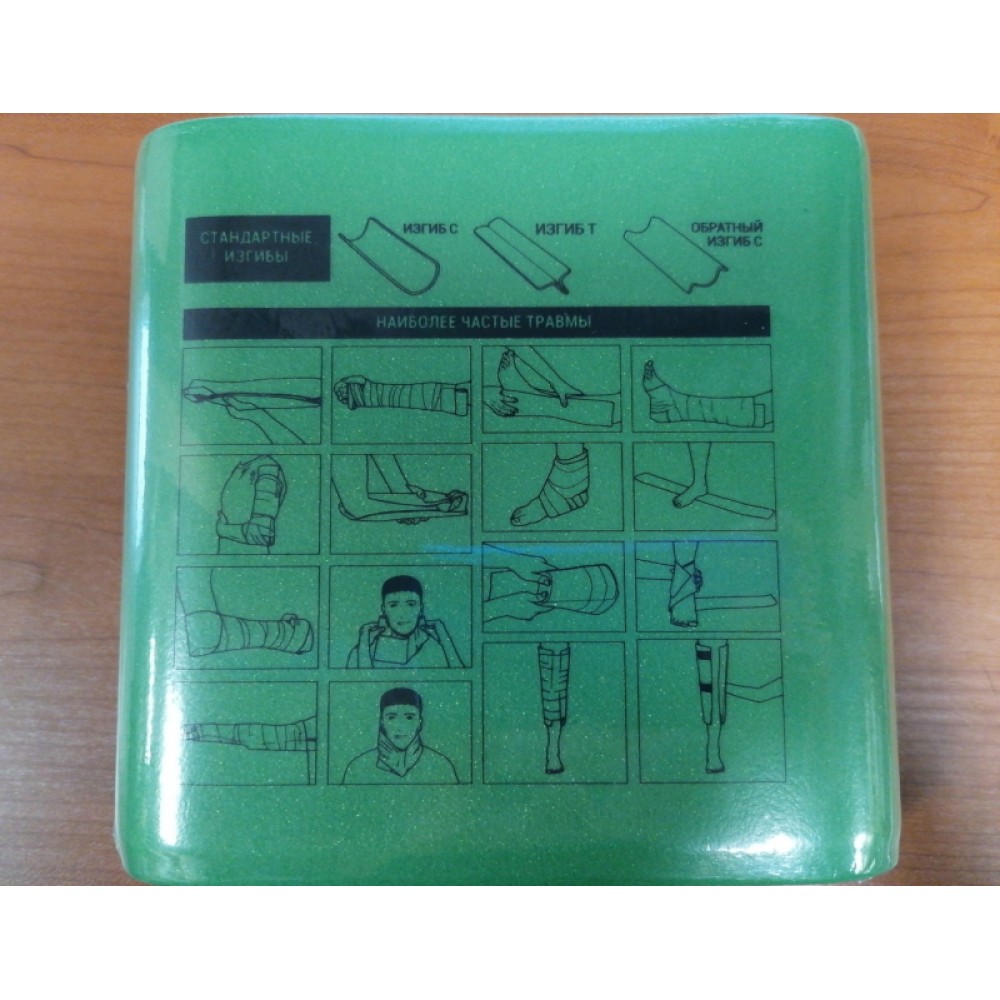 СТАНДАРТНЫЕ
ИЗГИБЫ
ИЗГИБ С
ИЗГИБ Т
ОБРАТНЫЙ
ИЗГИБ С
НАИБОЛЕЕ ЧАСТЫЕ ТРАВМЫ